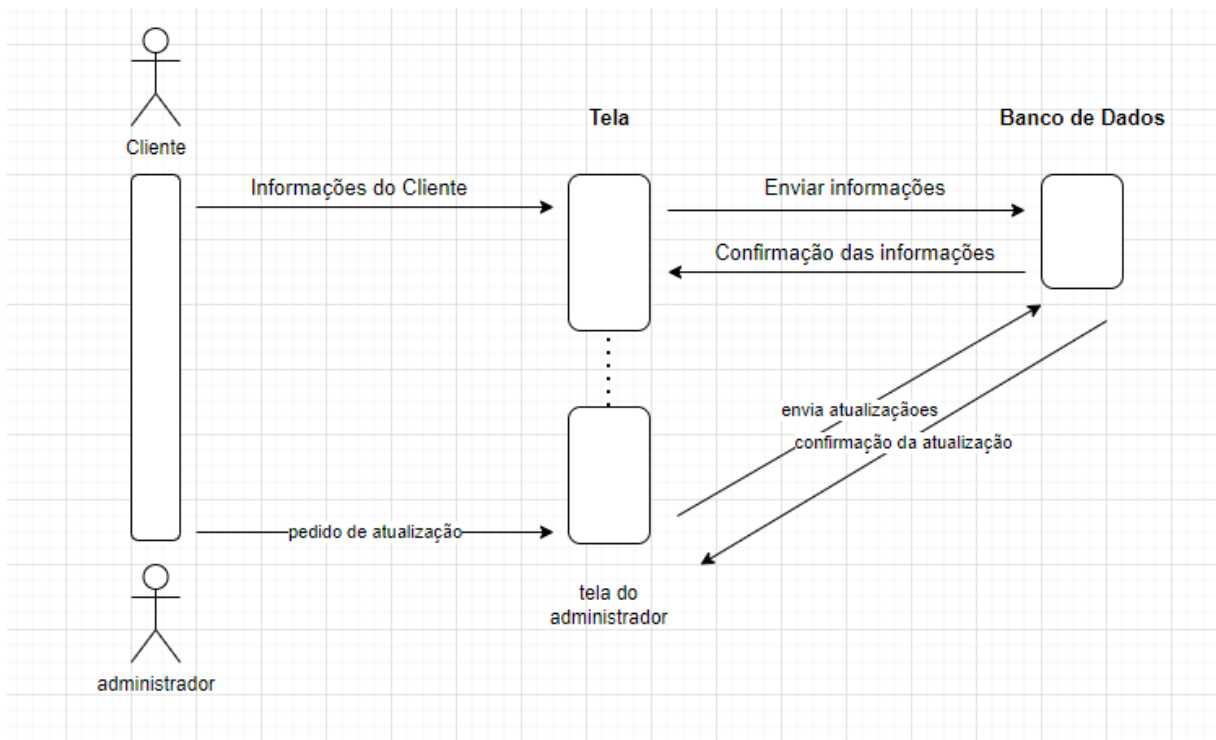 Cliente
Tela
Banco de Dados
Informações do Cliente
Enviar informações
Confirmação das informações
envia atualizaçãoes
confirmação da atualização
pedido de atualização
tela do
administrador
administrador